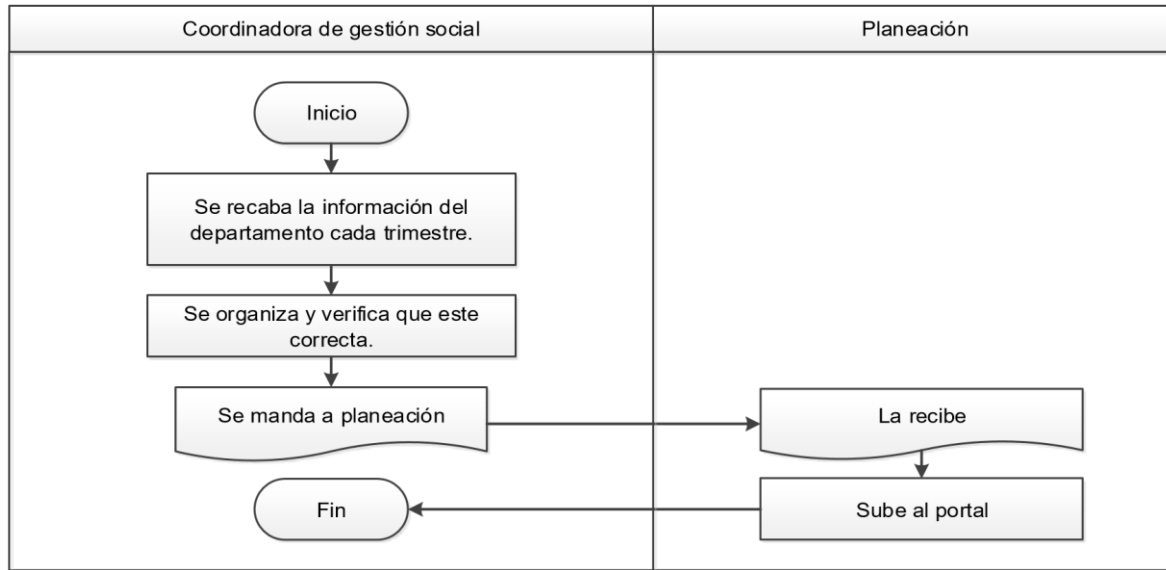 Coordinadora de gestión social
Planeación
Inicio
Se recaba la información del
departamento cada trimestre.
Se organiza y verifica que este
correcta.
Se manda a planeación
La recibe
Sube al portal
Fin